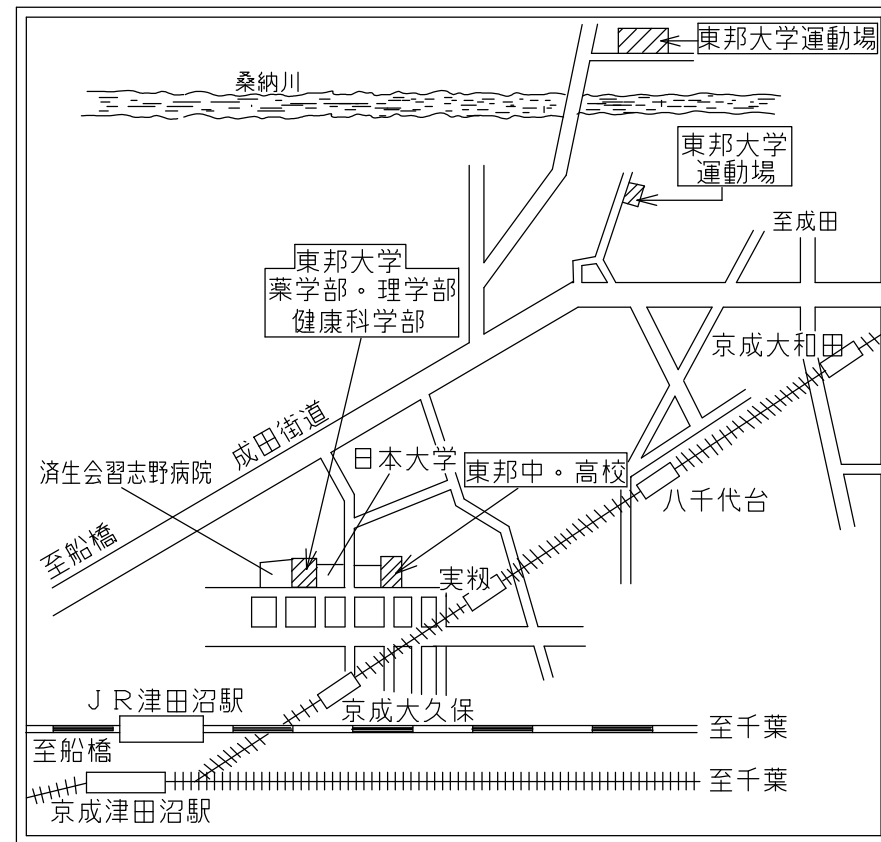 東邦大学運動場
桑納川
東邦大学
運動場
至成田
東邦大学
薬学部・理学部
健康科学部
京成大和田
成田街道
日本大学
東邦中・高校
済生会習志野病院
八千代台
至船橋
実籾
JR津田沼駅
京成大久保
至千葉
至船橋
至千葉
京成津田沼駅